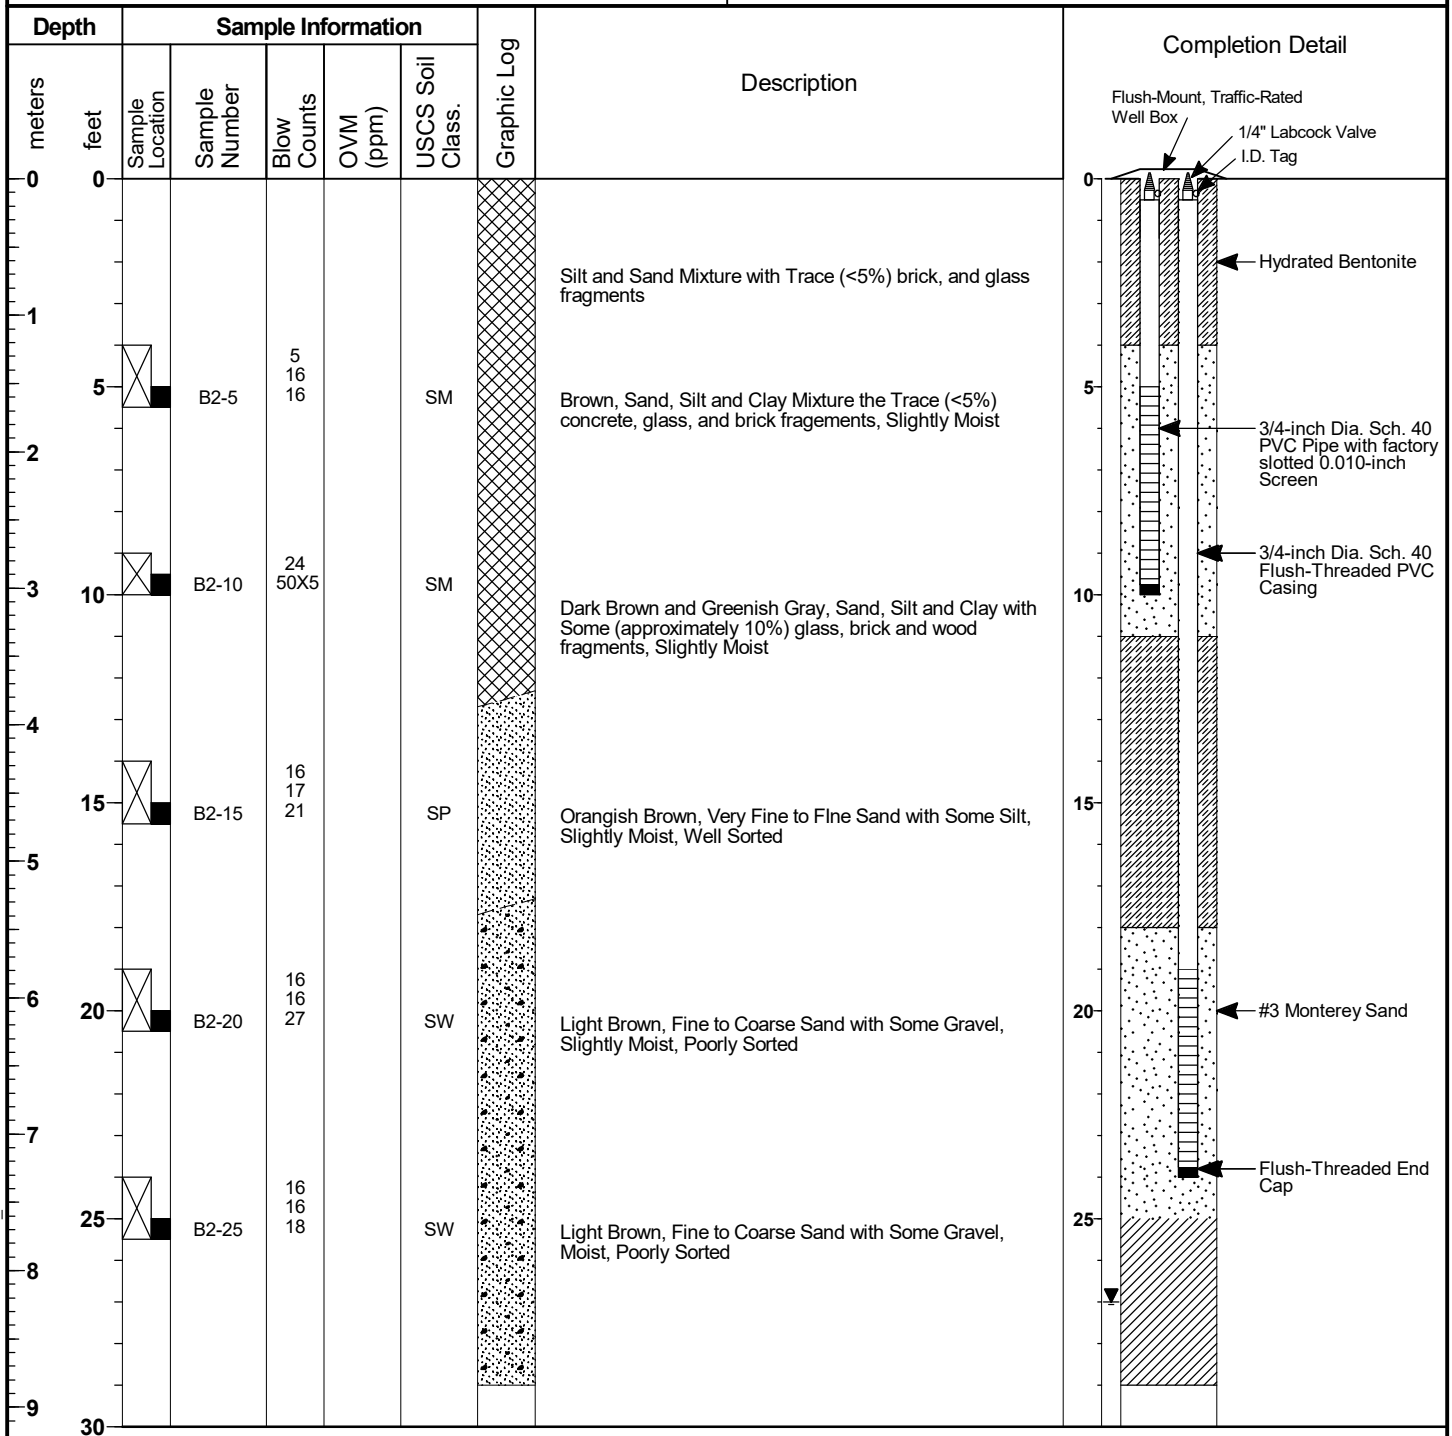 Depth
Sample Information
Graphic Log
Description
Completion Detail
meters
feet
Sample
Location
Sample
Number
Blow
Counts
OVM
(ppm)
USCS Soil
Class.
Flush-Mount, Traffic-Rated
Well Box
1/4" Labcock Valve
I.D. Tag
0
0
0
Hydrated Bentonite
Silt and Sand Mixture with Trace (<5%) brick, and glass
fragments
1
5
16
16
5
B2-5
SM
Brown, Sand, Silt and Clay Mixture the Trace (<5%)
concrete, glass, and brick fragements, Slightly Moist
5
3/4-inch Dia. Sch. 40
PVC Pipe with factory
slotted 0.010-inch
Screen
2
24
50X5
3
10
B2-10
SM
3/4-inch Dia. Sch. 40
Flush-Threaded PVC
Casing
10
Dark Brown and Greenish Gray, Sand, Silt and Clay with
Some (approximately 10%) glass, brick and wood
fragments, Slightly Moist
4
16
17
21
15
B2-15
SP
Orangish Brown, Very Fine to FIne Sand with Some Silt,
Slightly Moist, Well Sorted
15
5
16
16
27
6
20
B2-20
SW
Light Brown, Fine to Coarse Sand with Some Gravel,
Slightly Moist, Poorly Sorted
20
#3 Monterey Sand
7
Flush-Threaded End
Cap
16
16
18
25
B2-25
SW
Light Brown, Fine to Coarse Sand with Some Gravel,
Moist, Poorly Sorted
25
8
9
30